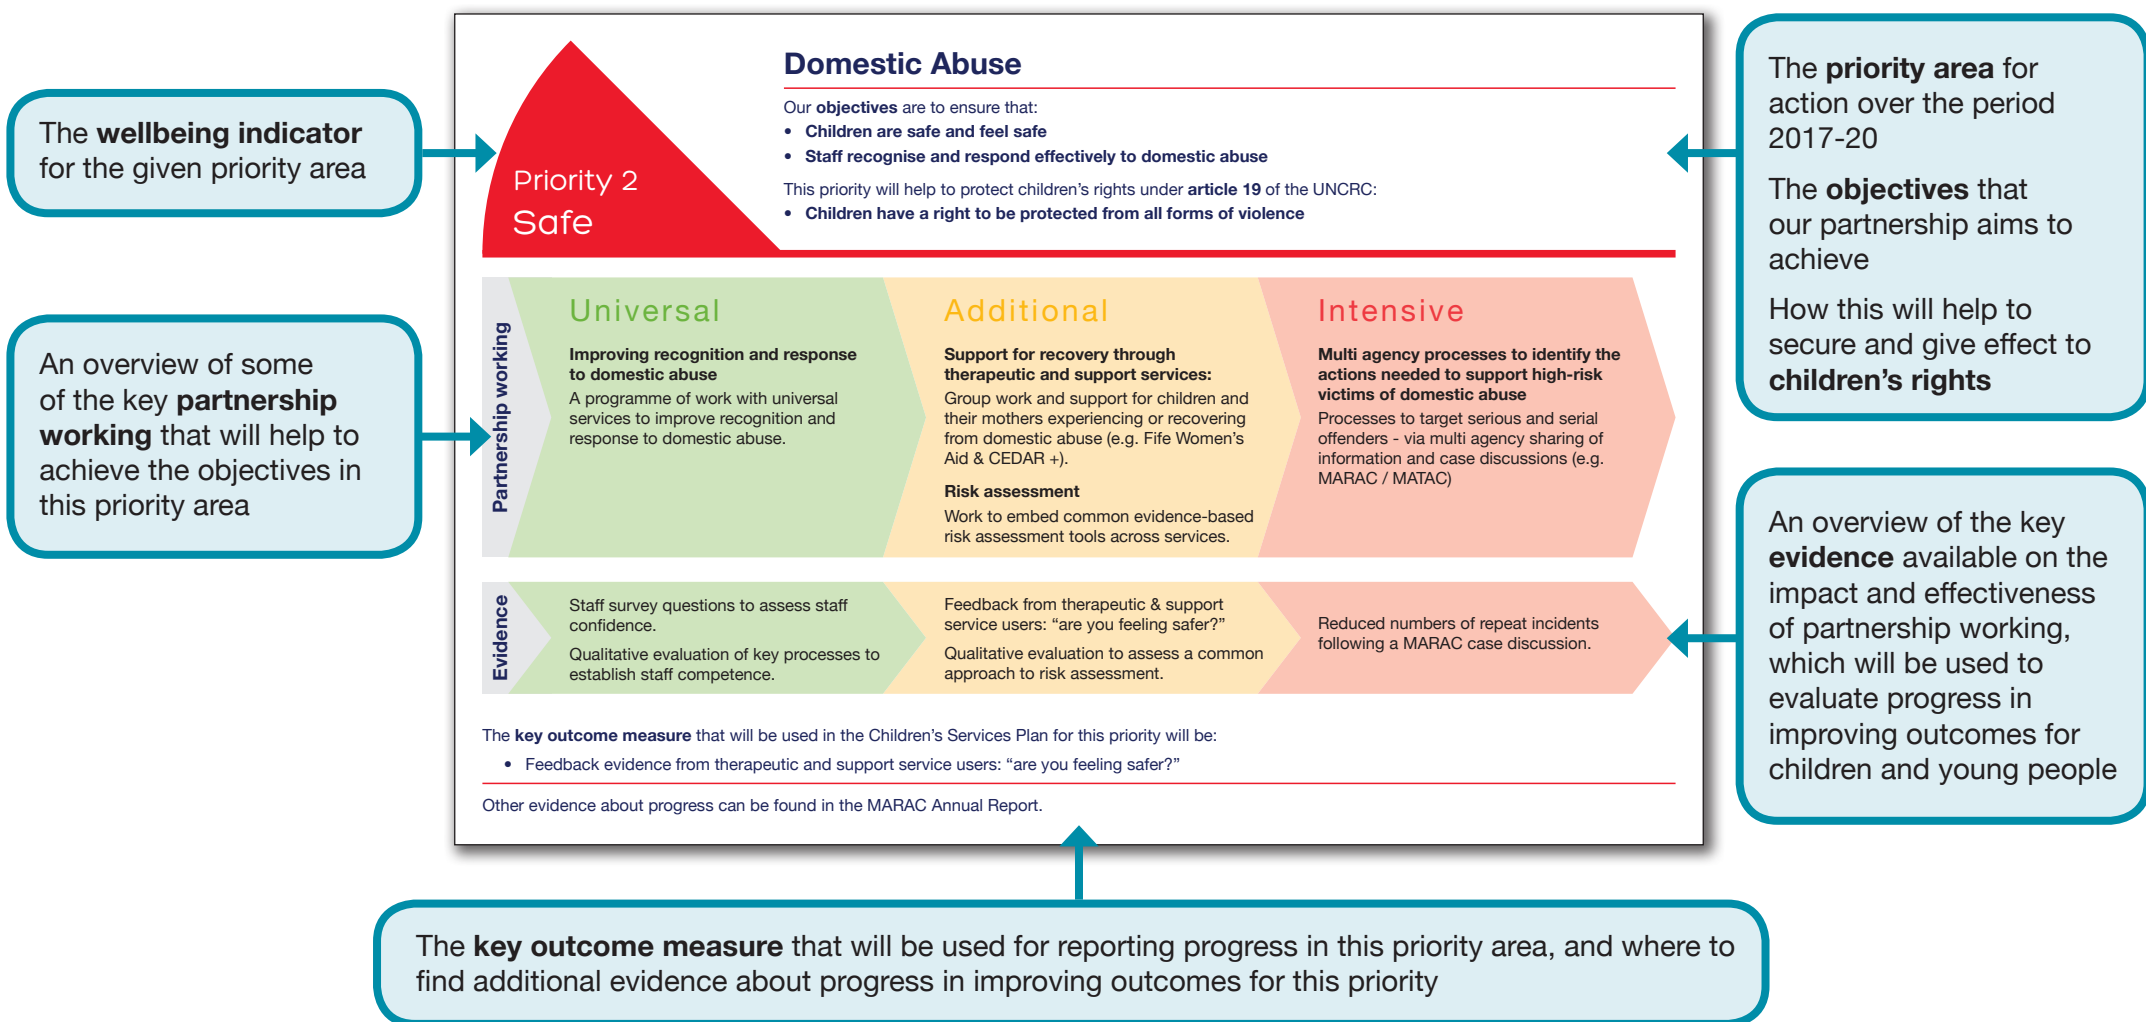 The wellbeing indicator
for the given priority area
An overview of some
of the key partnership
working that will help to
achieve the objectives in
this priority area
Priority 2
Safe
Domestic Abuse
Our objectives are to ensure that:
• Children are safe and feel safe
• Staff recognise and respond effectively to domestic abuse
This priority will help to protect children’s rights under article 19 of the UNCRC:
• Children have a right to be protected from all forms of violence
Partnership working
Universal
Improving recognition and response
to domestic abuse
A programme of work with universal
services to improve recognition and
response to domestic abuse.
Additional
Support for recovery through
therapeutic and support services:
Group work and support for children and
their mothers experiencing or recovering
from domestic abuse (e.g. Fife Women’s
Aid & CEDAR +).
Risk assessment
Work to embed common evidence-based
risk assessment tools across services.
Intensive
Multi agency processes to identify the
actions needed to support high-risk
victims of domestic abuse
Processes to target serious and serial
offenders - via multi agency sharing of
information and case discussions (e.g.
MARAC / MATAC)
Evidence
Staff survey questions to assess staff
confidence.
Qualitative evaluation of key processes to
establish staff competence.
Feedback from therapeutic & support
service users: “are you feeling safer?”
Qualitative evaluation to assess a common
approach to risk assessment.
Reduced numbers of repeat incidents
following a MARAC case discussion.
The key outcome measure that will be used in the Children’s Services Plan for this priority will be:
• Feedback evidence from therapeutic and support service users: “are you feeling safer?”
Other evidence about progress can be found in the MARAC Annual Report.
The priority area for
action over the period
2017-20
The objectives that
our partnership aims to
achieve
How this will help to
secure and give effect to
children’s rights
An overview of the key
evidence available on the
impact and effectiveness
of partnership working,
which will be used to
evaluate progress in
improving outcomes for
children and young people
The key outcome measure that will be used for reporting progress in this priority area, and where to
find additional evidence about progress in improving outcomes for this priority